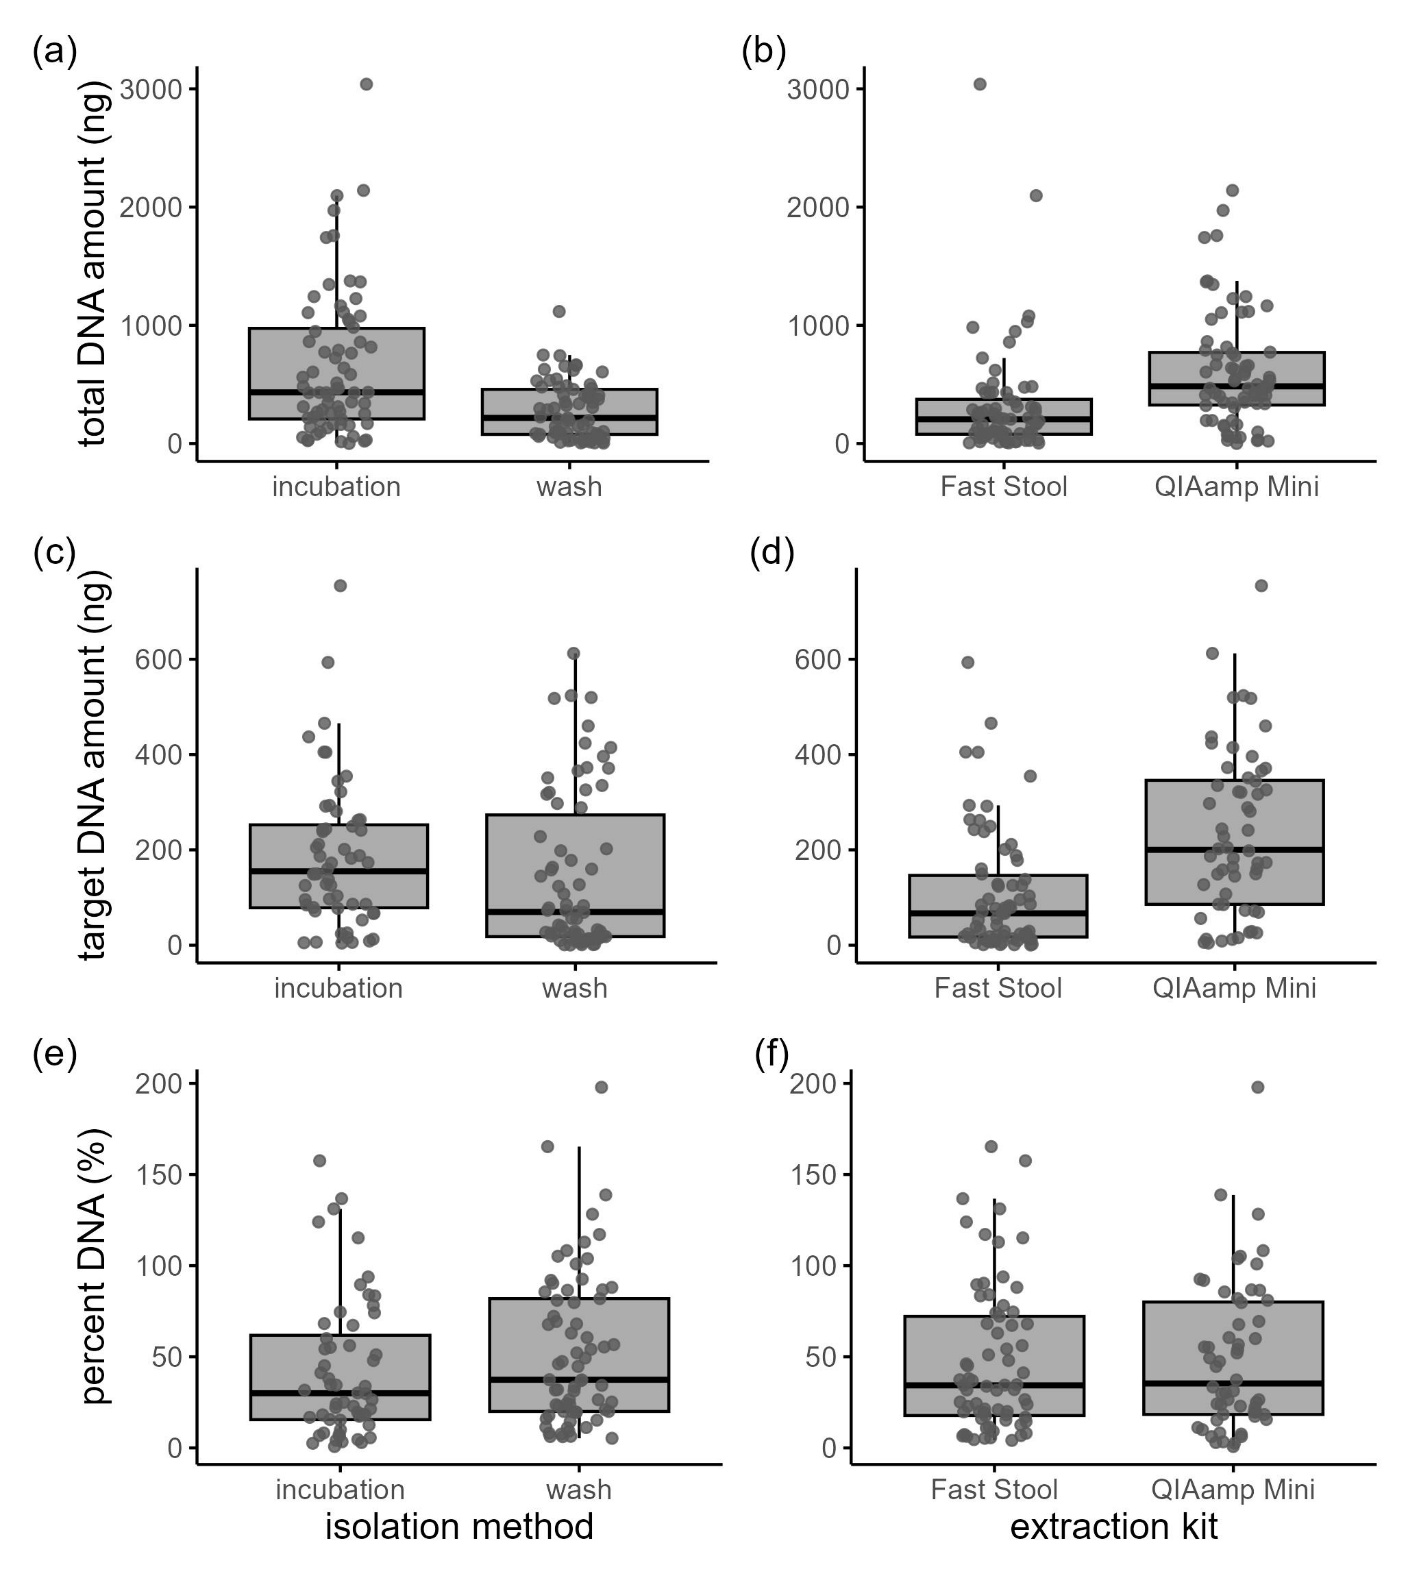 (a)
total DNA amount (ng)
3000
2000
1000
0
incubation
wash
(b)
3000
2000
1000
0
Fast Stool
QIAamp Mini
(c)
target DNA amount (ng)
600
400
200
0
incubation
wash
(d)
600
400
200
0
Fast Stool
QIAamp Mini
(e)
percent DNA (%)
200
150
100
50
0
incubation
wash
isolation method
(f)
200
150
100
50
0
Fast Stool
QIAamp Mini
extraction kit